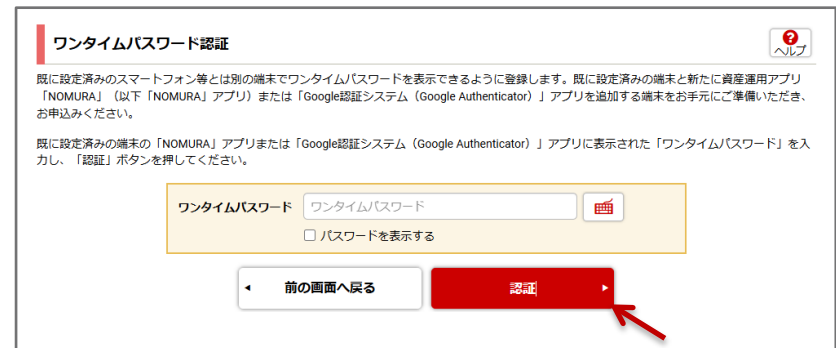 ワンタイムパスワード認証
ヘルプ
既に設定済みのスマートフォン等とは別の端末でワンタイムパスワードを表示できるように登録します。既に設定済みの端末と新たに資産運用アプリ
「NOMURA」（以下「NOMURA」アプリ）または「Google認証システム（Google Authenticator）」アプリを追加する端末をお手元にご準備いただき、
お申込みください。
既に設定済みの端末の「NOMURA」アプリまたは「Google認証システム（Google Authenticator）」アプリに表示された「ワンタイムパスワード」を入
力し、「認証」ボタンを押してください。
ワンタイムパスワード ワンタイムパスワード
パスワードを表示する
前の画面へ戻る 認証